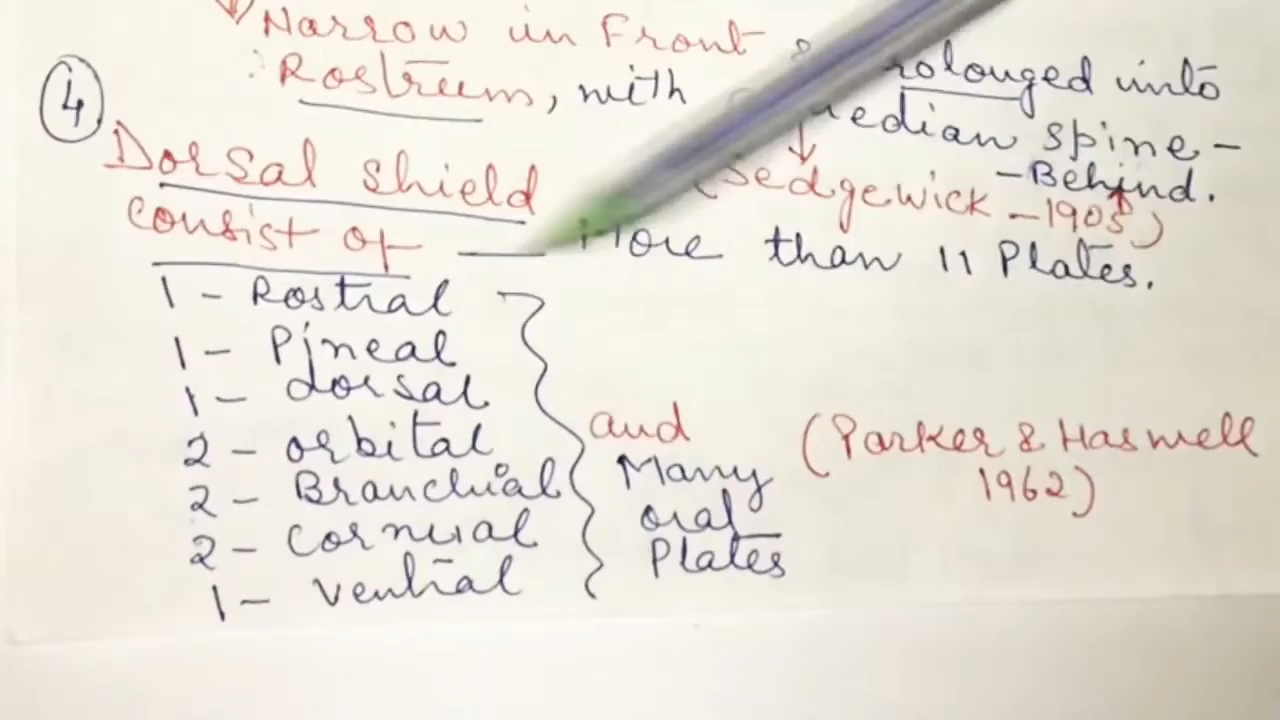 Narrow in Front &
4
Rostrum, with a
rolonged into
median spine -
- Behind.
Dorsal shield
(Sedgewick - 1905)
consist of — More than 11 Plates.
1 - Rostral
1 - Pineal
1 - dorsal
2 - orbital
2 - Branchial
2 - Cornual
1 - Ventral
and
Many
oral
Plates
(Parker & Haswell
1962)